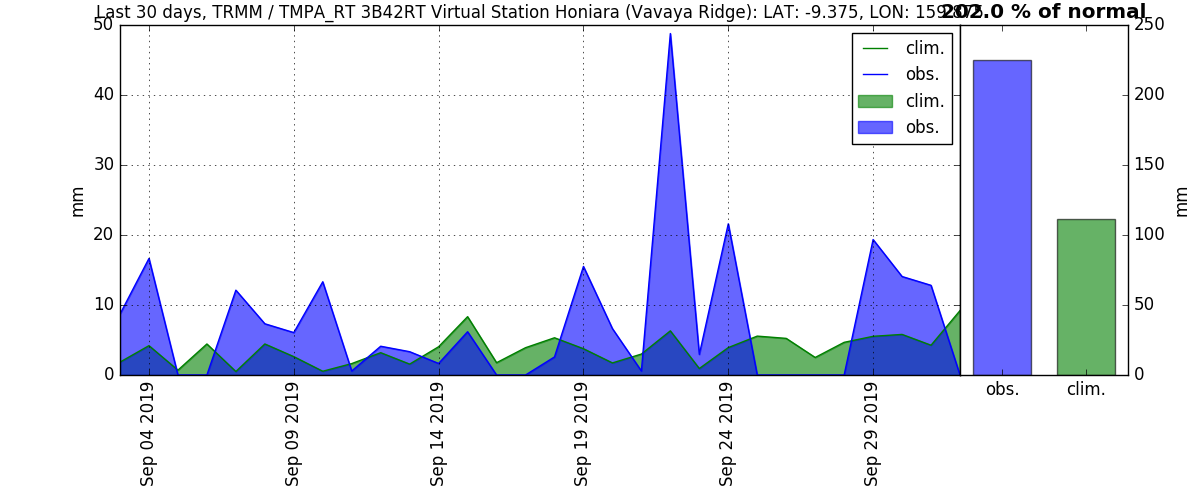 Last 30 days, TRMM / TMPA_RT 3B42RT Virtual Station Honiara (Vavaya Ridge): LAT: -9.375, LON:
202.0 % of normal
50
40
30
20
10
0
mm
clim.
obs.
clim.
obs.
250
200
150
100
50
0
mm
obs.
clim.
Sep 04 2019
Sep 09 2019
Sep 14 2019
Sep 19 2019
Sep 24 2019
Sep 29 2019